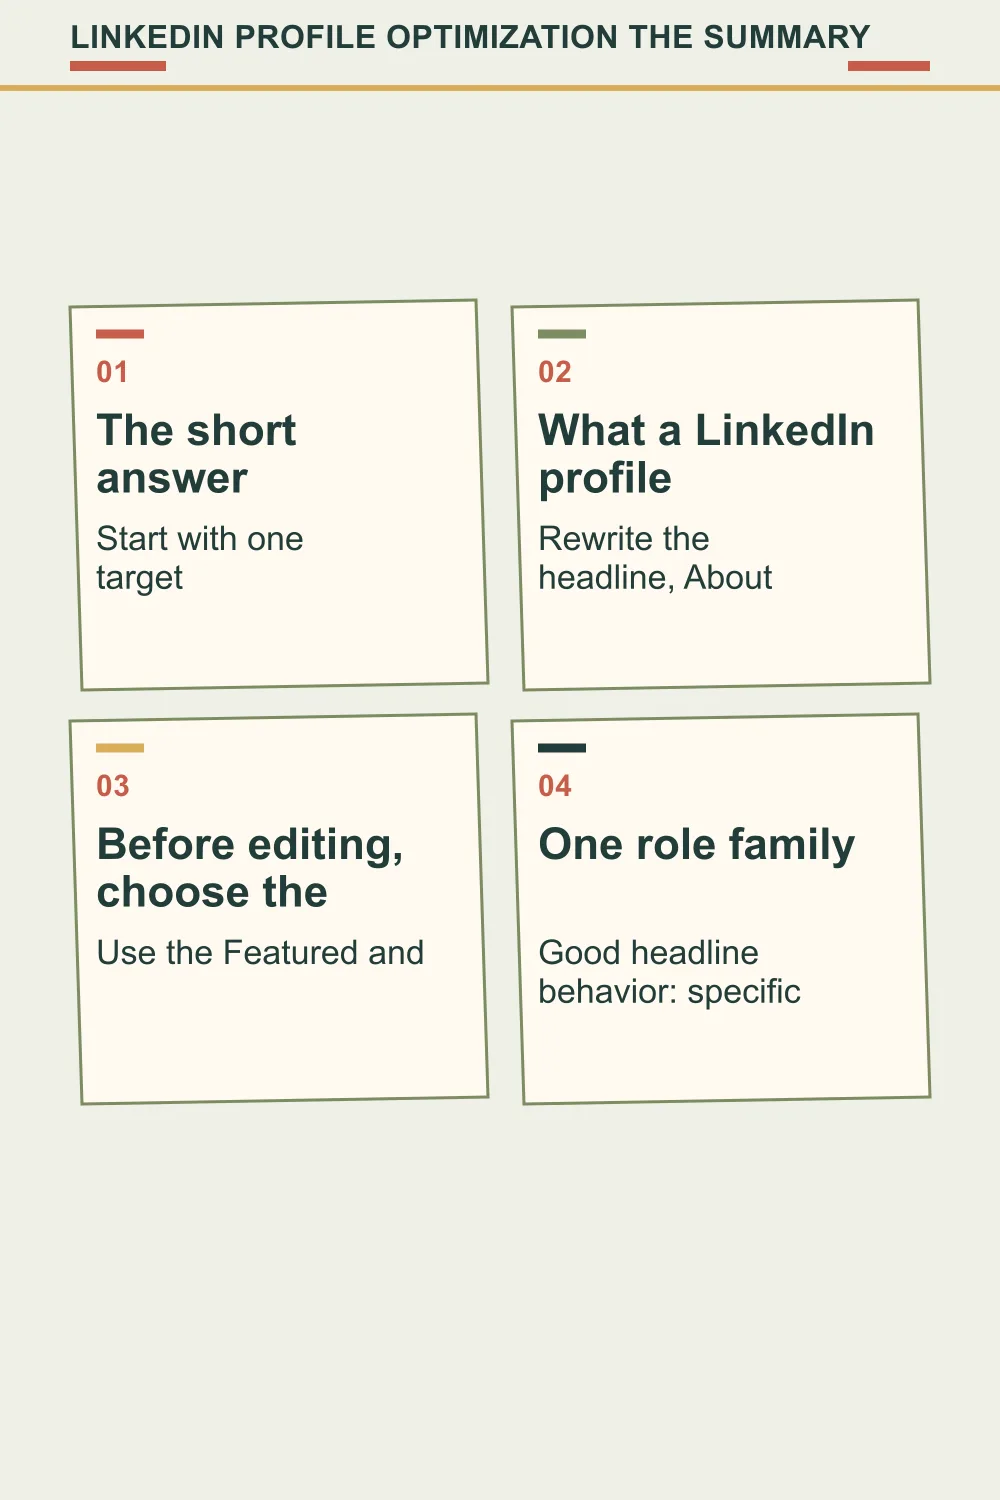 LINKEDIN PROFILE OPTIMIZATION THE SUMMARY
01
The short
answer
Start with one
target
02
What a LinkedIn
profile
Rewrite the
headline, About
03
Before editing,
choose the
Use the Featured and
04
One role family
Good headline
behavior: specific